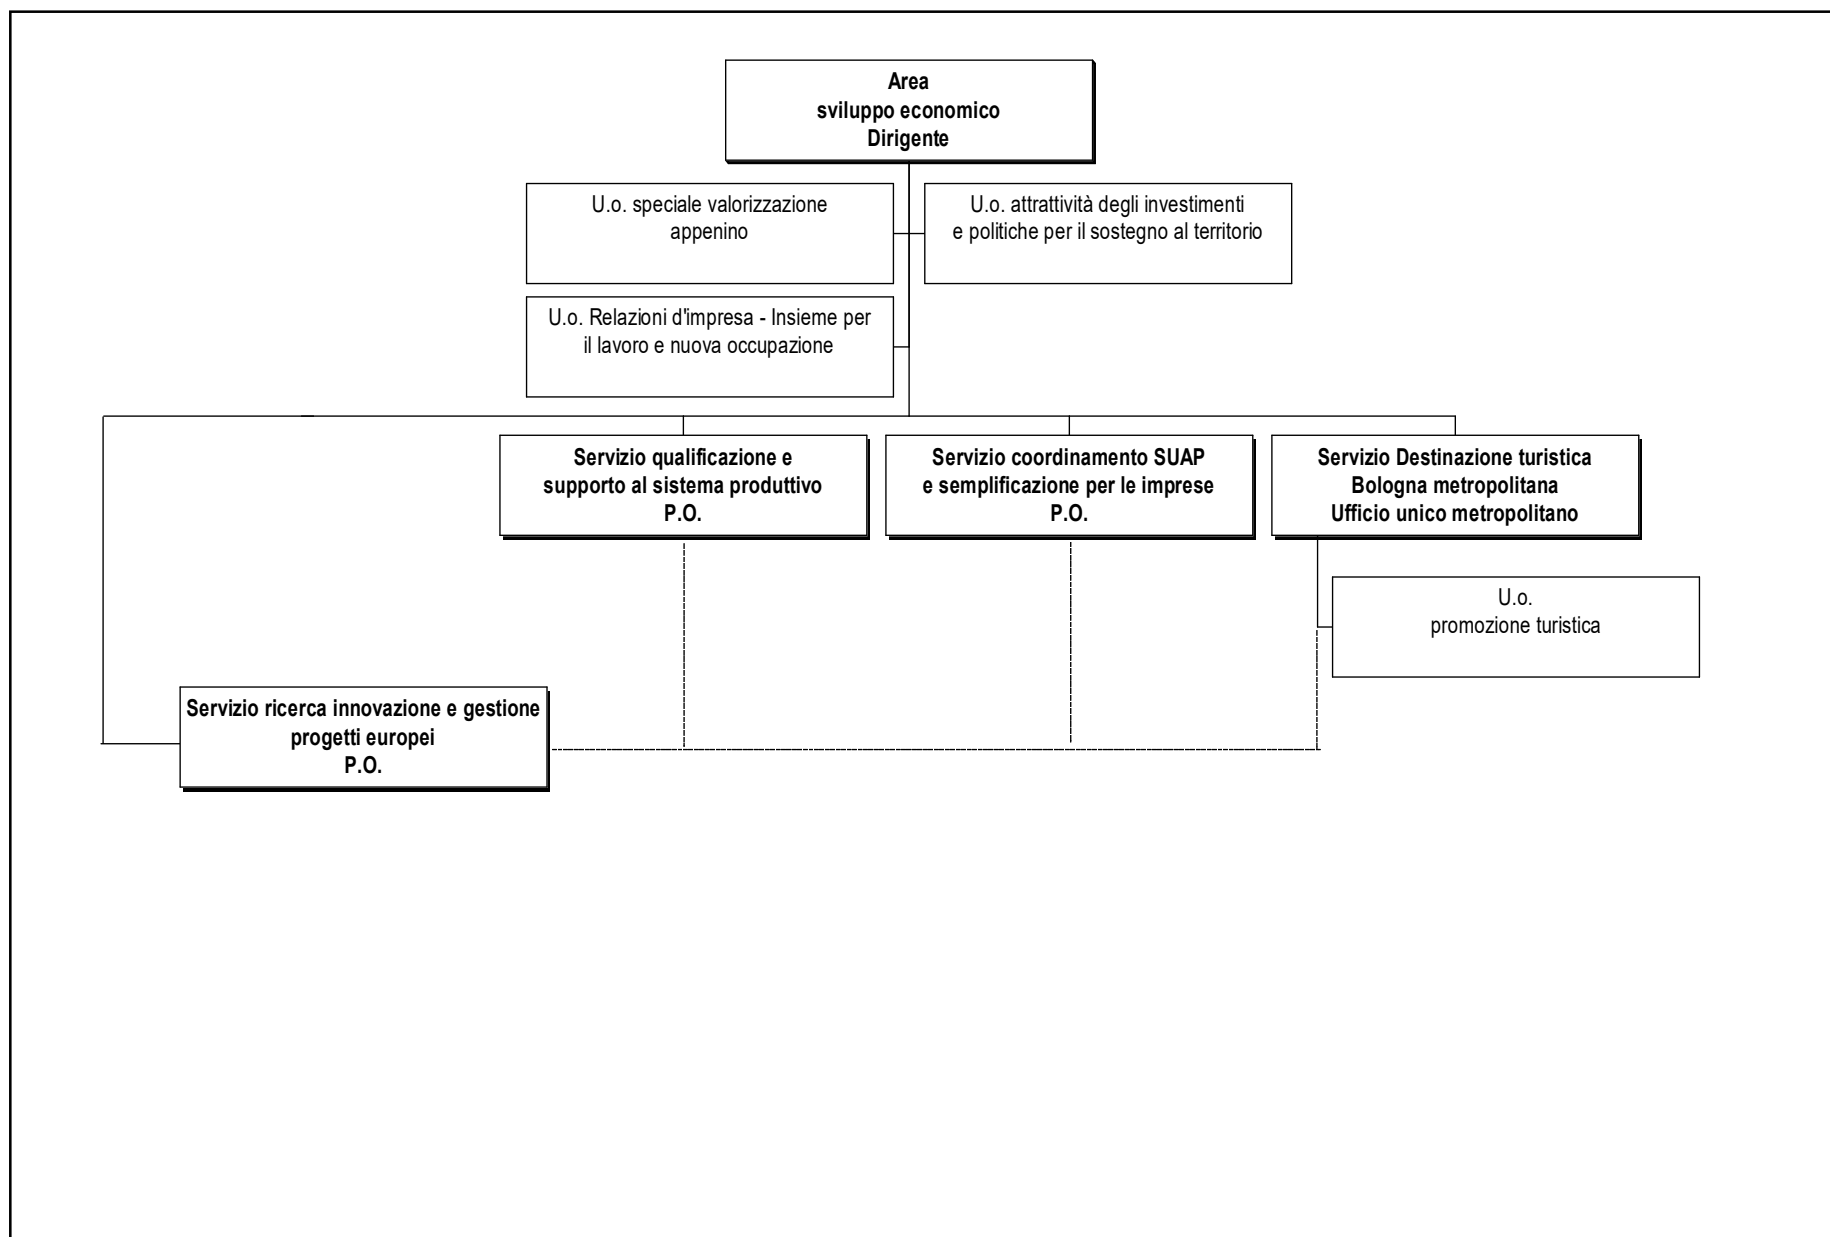 Area
sviluppo economico
Dirigente
U.o. speciale valorizzazione
appenino
U.o. attrattività degli investimenti
e politiche per il sostegno al territorio
U.o. Relazioni d'impresa - Insieme per
il lavoro e nuova occupazione
Servizio qualificazione e
supporto al sistema produttivo
P.O.
Servizio coordinamento SUAP
e semplificazione per le imprese
P.O.
Servizio Destinazione turistica
Bologna metropolitana
Ufficio unico metropolitano
U.o.
promozione turistica
Servizio ricerca innovazione e gestione
progetti europei
P.O.